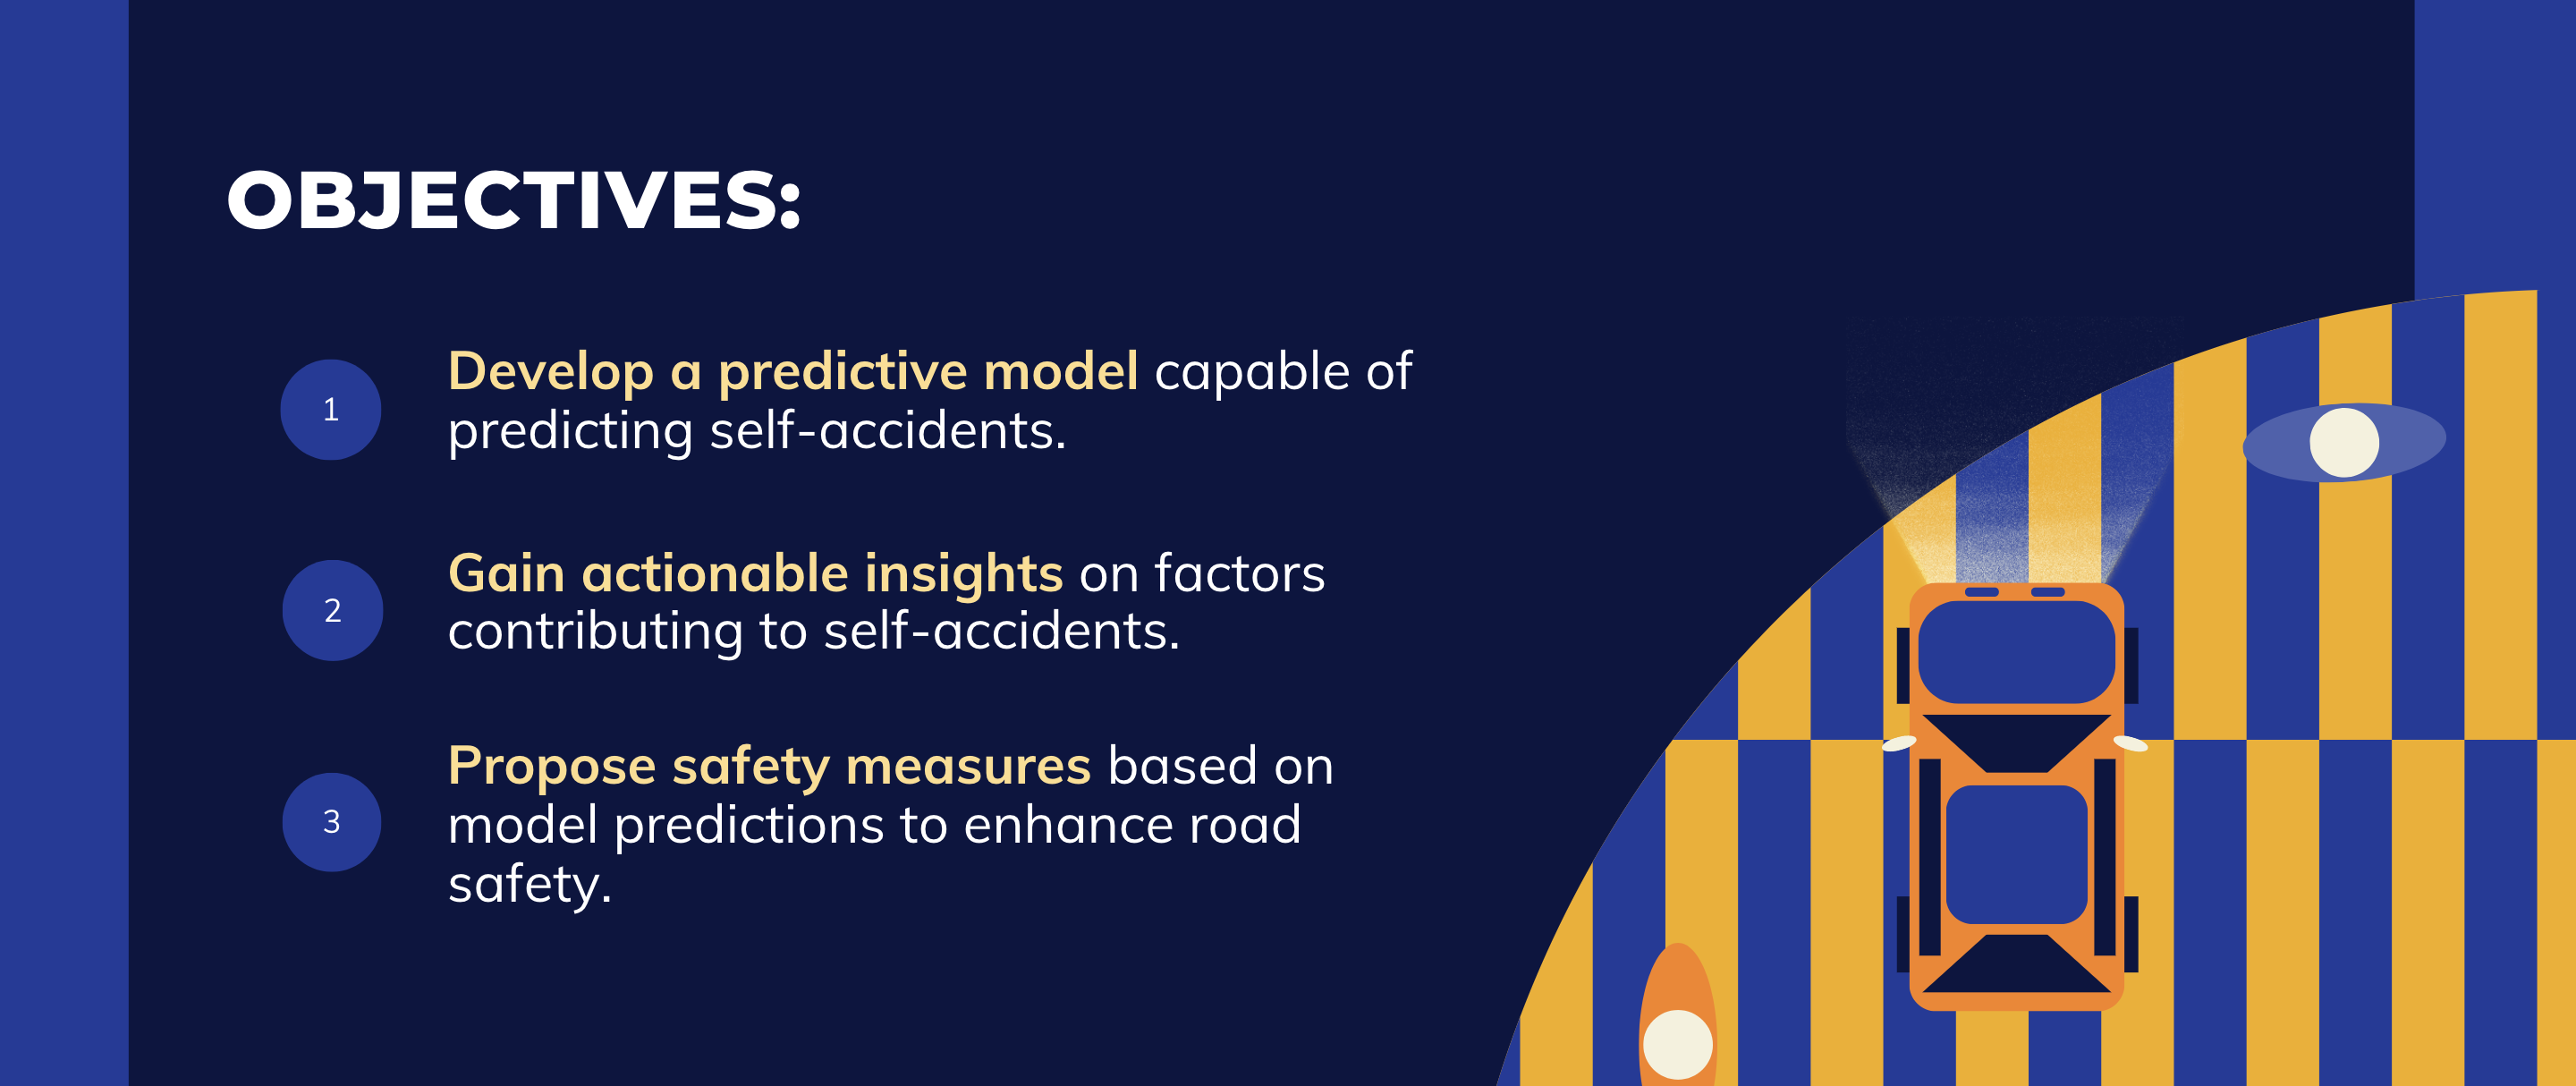 OBJECTIVES:
1
Develop a predictive model capable of
predicting self-accidents.
2
Gain actionable insights on factors
contributing to self-accidents.
3
Propose safety measures based on
model predictions to enhance road
safety.